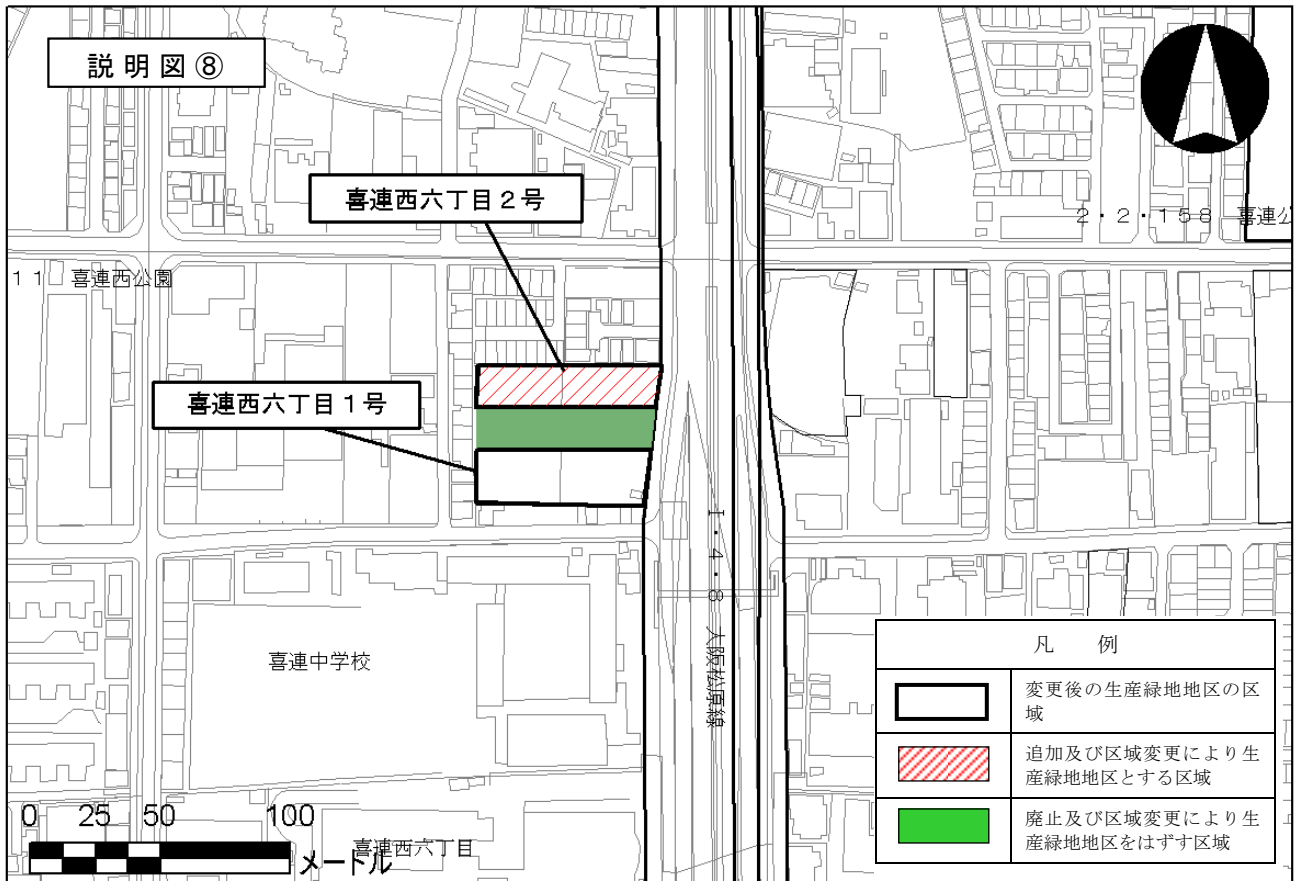 説明図⑧
喜連西六丁目2号
2・2・158 喜連公
11 喜連西公園
喜連西六丁目1号
Ⅰ・4・8 大阪松原線
喜連中学校
凡 例
変更後の生産緑地地区の区
域
追加及び区域変更により生
産緑地地区とする区域
廃止及び区域変更により生
産緑地地区をはずす区域
0 25 50 100
メートル
喜連西六丁目